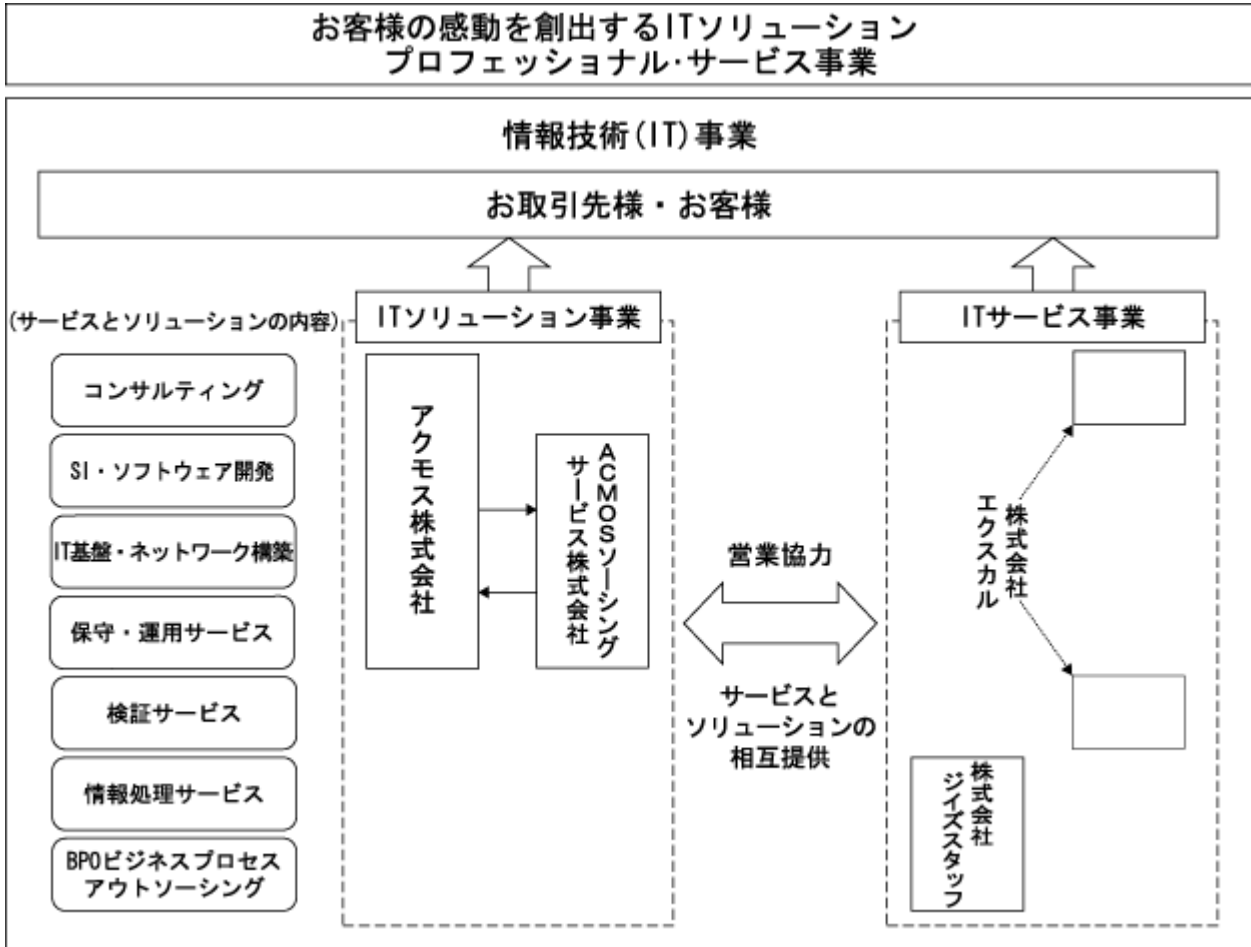 お客様の感動を創出するITソリューション
プロフェッショナル・サービス事業
情報技術(IT)事業
お取引先様・お客様
(サービスとソリューションの内容)
ITソリューション事業
ITサービス事業
コンサルティング
SI・ソフトウェア開発
IT基盤・ネットワーク構築
保守・運用サービス
検証サービス
情報処理サービス
BPOビジネスプロセス
アウトソーシング
アクモス株式会社
ACMOSソーシング
サービス株式会社
営業協力
サービスと
ソリューションの
相互提供
株式会社
エクスカル
株式会社
ジイズスタッフ